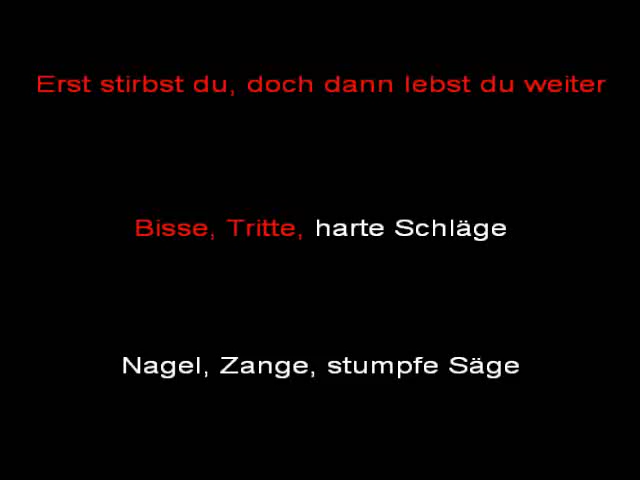 Erst stirbst du, doch dann lebst du weiter
Bisse, Tritte, harte Schläge
Nagel, Zange, stumpfe Säge